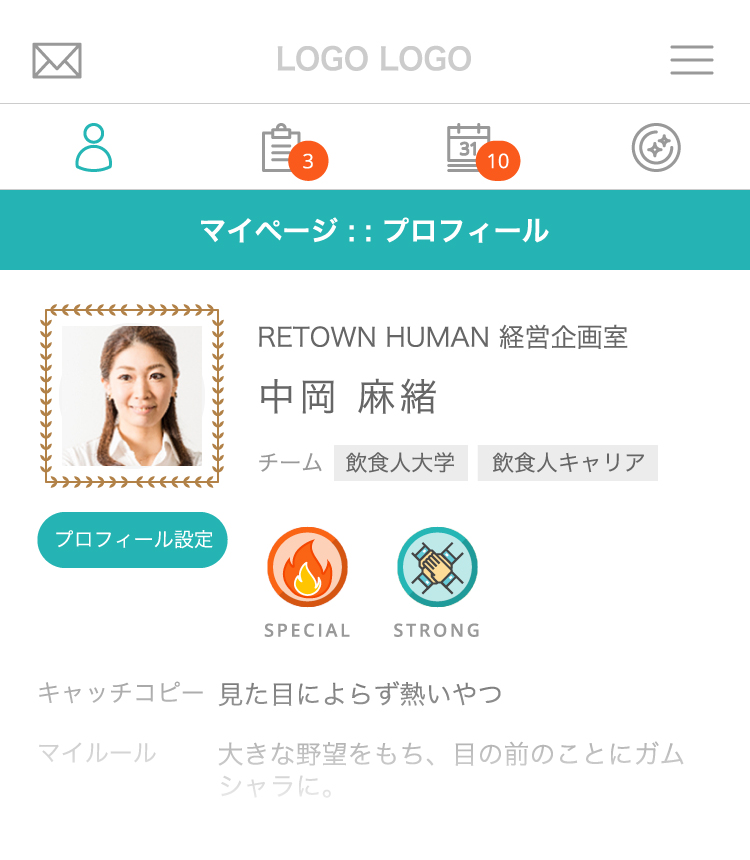 LOGO LOGO
3
31
10
マイページ : : プロフィール
RETOWN HUMAN 経営企画室
中岡 麻緒
チーム 飲食人大学 飲食人キャリア
プロフィール設定
SPECIAL STRONG
キャッチコピー 見た目によらず熱いやつ
マイルール 大きな野望をもち、目の前のことにガム
シャラに。